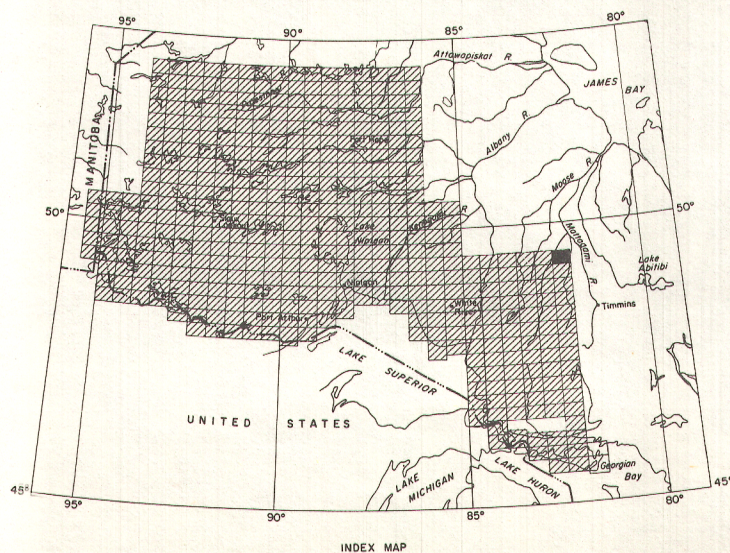 95°
90°
85°
80°
Attawapiskat R.
JAMES BAY
MANITOBA
Albany R.
Fort Hope
Moose R.
50°
50°
Lake
Nipigon
R
Mattagami R
Lake
Abitibi
Nipigon
White
River
Timmins
Port Arthur
LAKE SUPERIOR
UNITED STATES
LAKE
MICHIGAN
LAKE HURON
Georgian
Bay
45°
95°
90°
85°
80°
45°
INDEX MAP